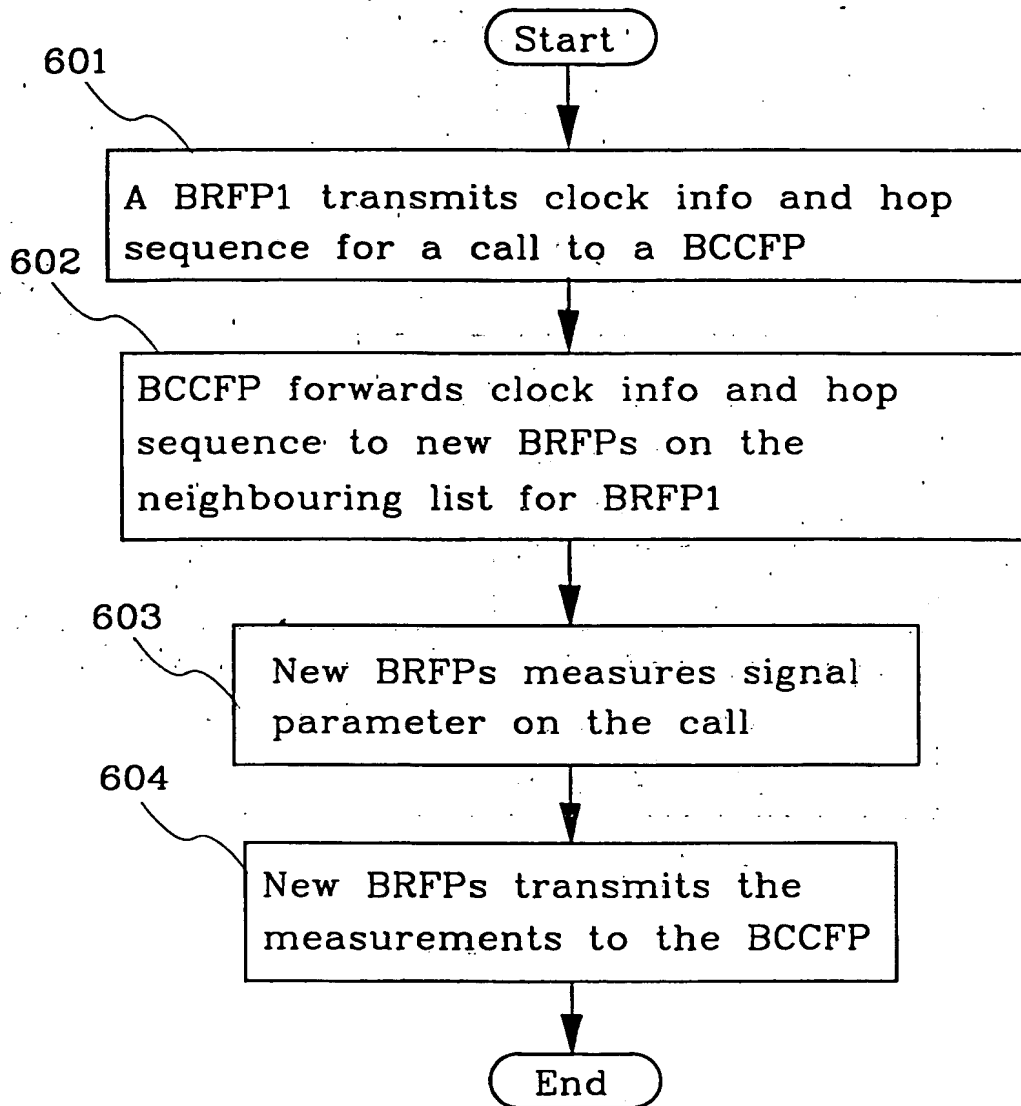 Start
601
A BRFP1 transmits clock info and hop
sequence for a call to a BCCFP
602
BCCFP forwards clock info and hop
sequence to new BRFPs on the
neighbouring list for BRFP1
603
New BRFPs measures signal
parameter on the call
604
New BRFPs transmits the
measurements to the BCCFP
End